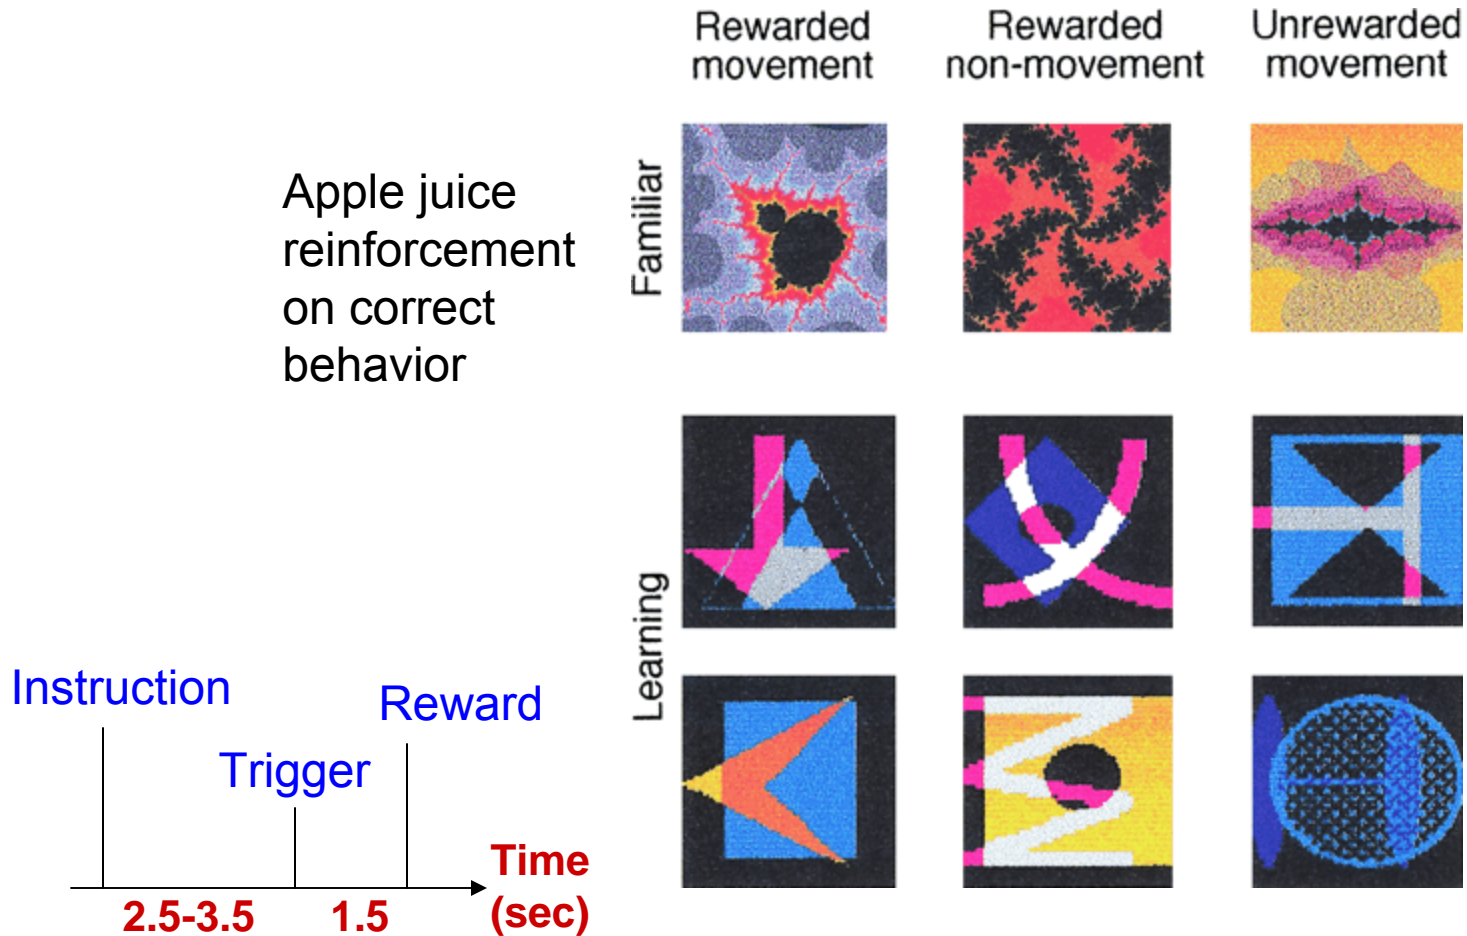 Rewarded
movement
Rewarded
non-movement
Unrewarded
movement
Apple juice
reinforcement
on correct
behavior
Familiar
Learning
Instruction
Trigger
Reward
Time
(sec)
2.5-3.5
1.5